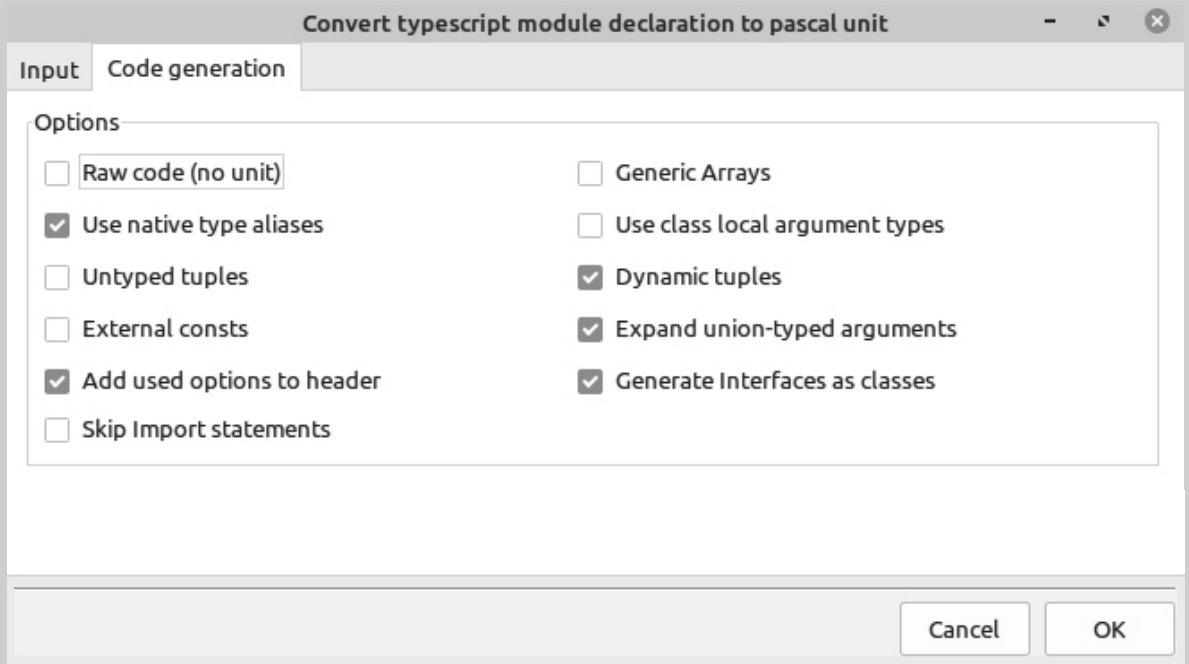 Convert typescript module declaration to pascal unit
Input Code generation
Options
Raw code (no unit) Generic Arrays
Use native type aliases Use class local argument types
Untyped tuples Dynamic tuples
External consts Expand union-typed arguments
Add used options to header Generate Interfaces as classes
Skip Import statements
Cancel OK